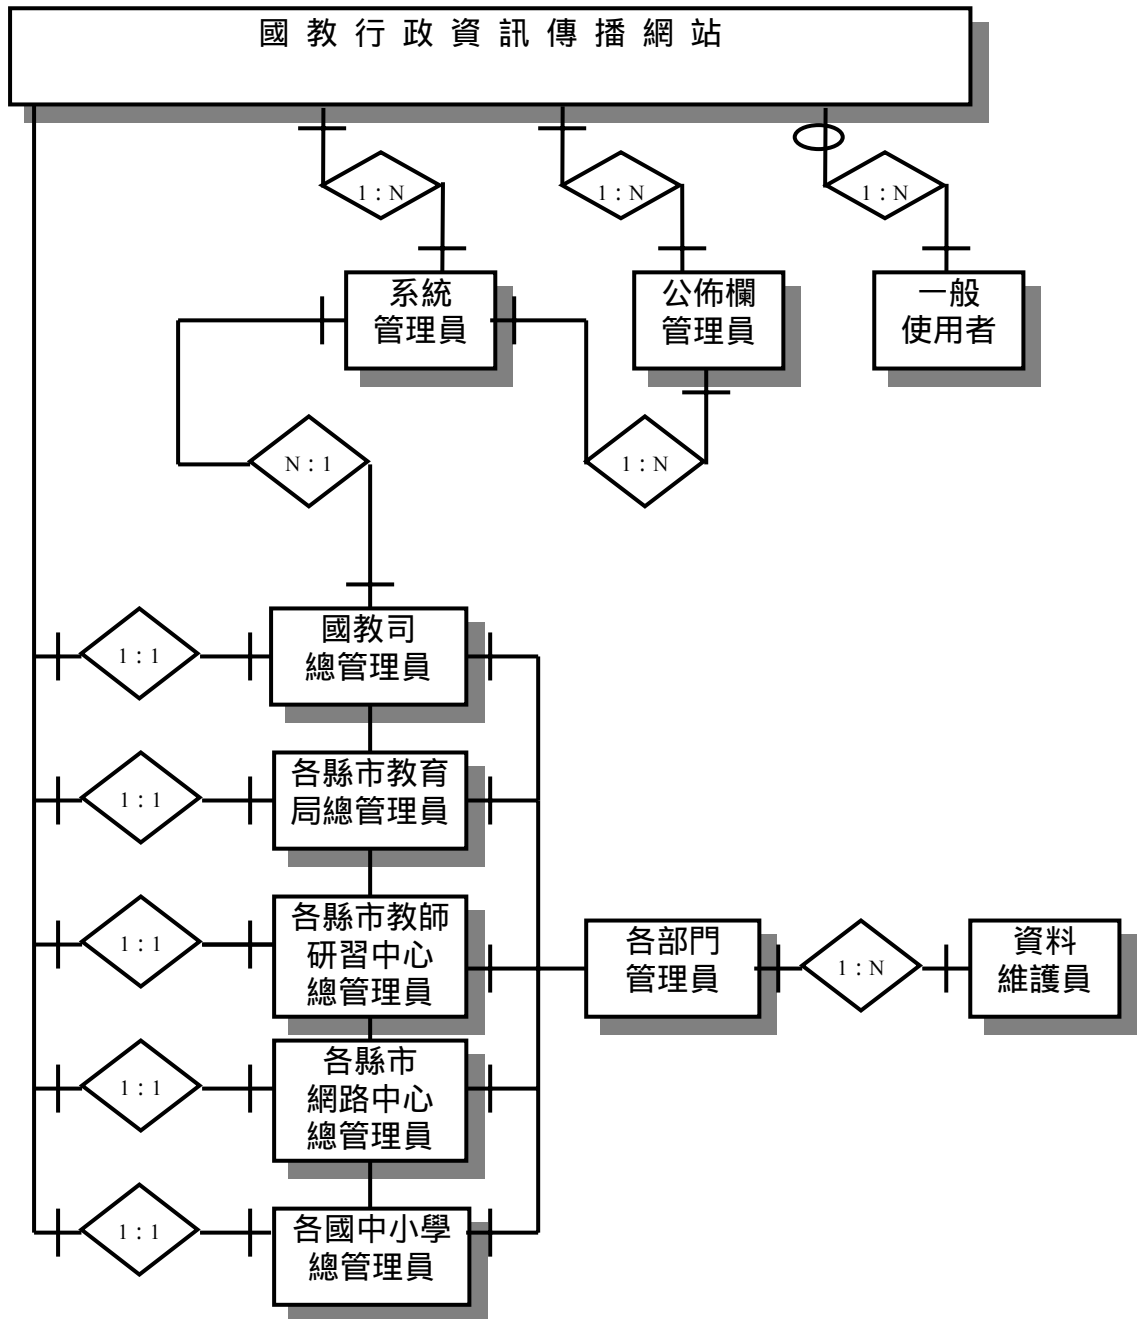 國教行政資訊傳播網站
1 : N
1 : N
1 : N
系統
管理員
公佈欄
管理員
一般
使用者
N : 1
1 : N
1 : 1
國教司
總管理員
1 : 1
各縣市教育
局總管理員
1 : 1
各縣市教師
研習中心
總管理員
各部門
管理員
1 : N
資料
維護員
1 : 1
各縣市
網路中心
總管理員
1 : 1
各國中小學
總管理員